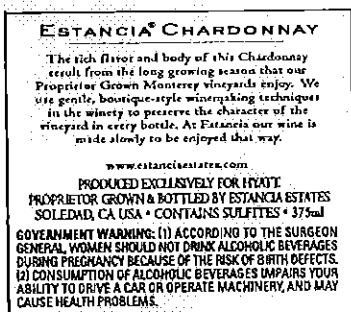 ESTANCIA® CHARDONNAY
The rich flavor and body of this Chardonnay
result from the long growing season that our
Proprietor Grown Monterey vineyards enjoy. We
use gentle, boutique-style winemaking techniques
in the winery to preserve the character of the
vineyard in every bottle. At Estancia our wine is
made slowly to be enjoyed that way.
www.estanciaestates.com
PRODUCED EXCLUSIVELY FOR HYATT
PROPRIETOR GROWN & BOTTLED BY ESTANCIA ESTATES
SOLEDAD, CA USA • CONTAINS SULFITES • 375ml
GOVERNMENT WARNING: (1) ACCORDING TO THE SURGEON
GENERAL, WOMEN SHOULD NOT DRINK ALCOHOLIC BEVERAGES
DURING PREGNANCY BECAUSE OF THE RISK OF BIRTH DEFECTS.
(2) CONSUMPTION OF ALCOHOLIC BEVERAGES IMPAIRS YOUR
ABILITY TO DRIVE A CAR OR OPERATE MACHINERY, AND MAY
CAUSE HEALTH PROBLEMS.